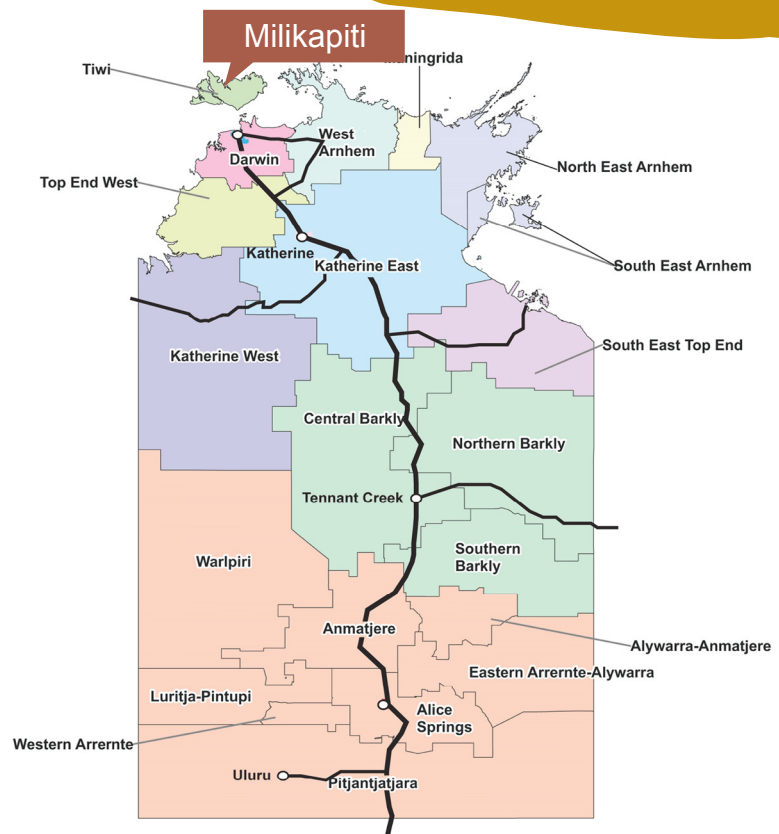 Milikapiti
Maningrida
Tiwi
West
Arnhem
Darwin
North East Arnhem
Top End West
Katherine
Katherine East
South East Arnhem
South East Top End
Katherine West
Central Barkly
Northern Barkly
Tennant Creek
Southern
Barkly
Warlpiri
Anmatjere
Alywarra-Anmatjere
Eastern Arrernte-Alywarra
Luritja-Pintupi
Alice
Springs
Western Arrernte
Uluru
Pitjantjatjara